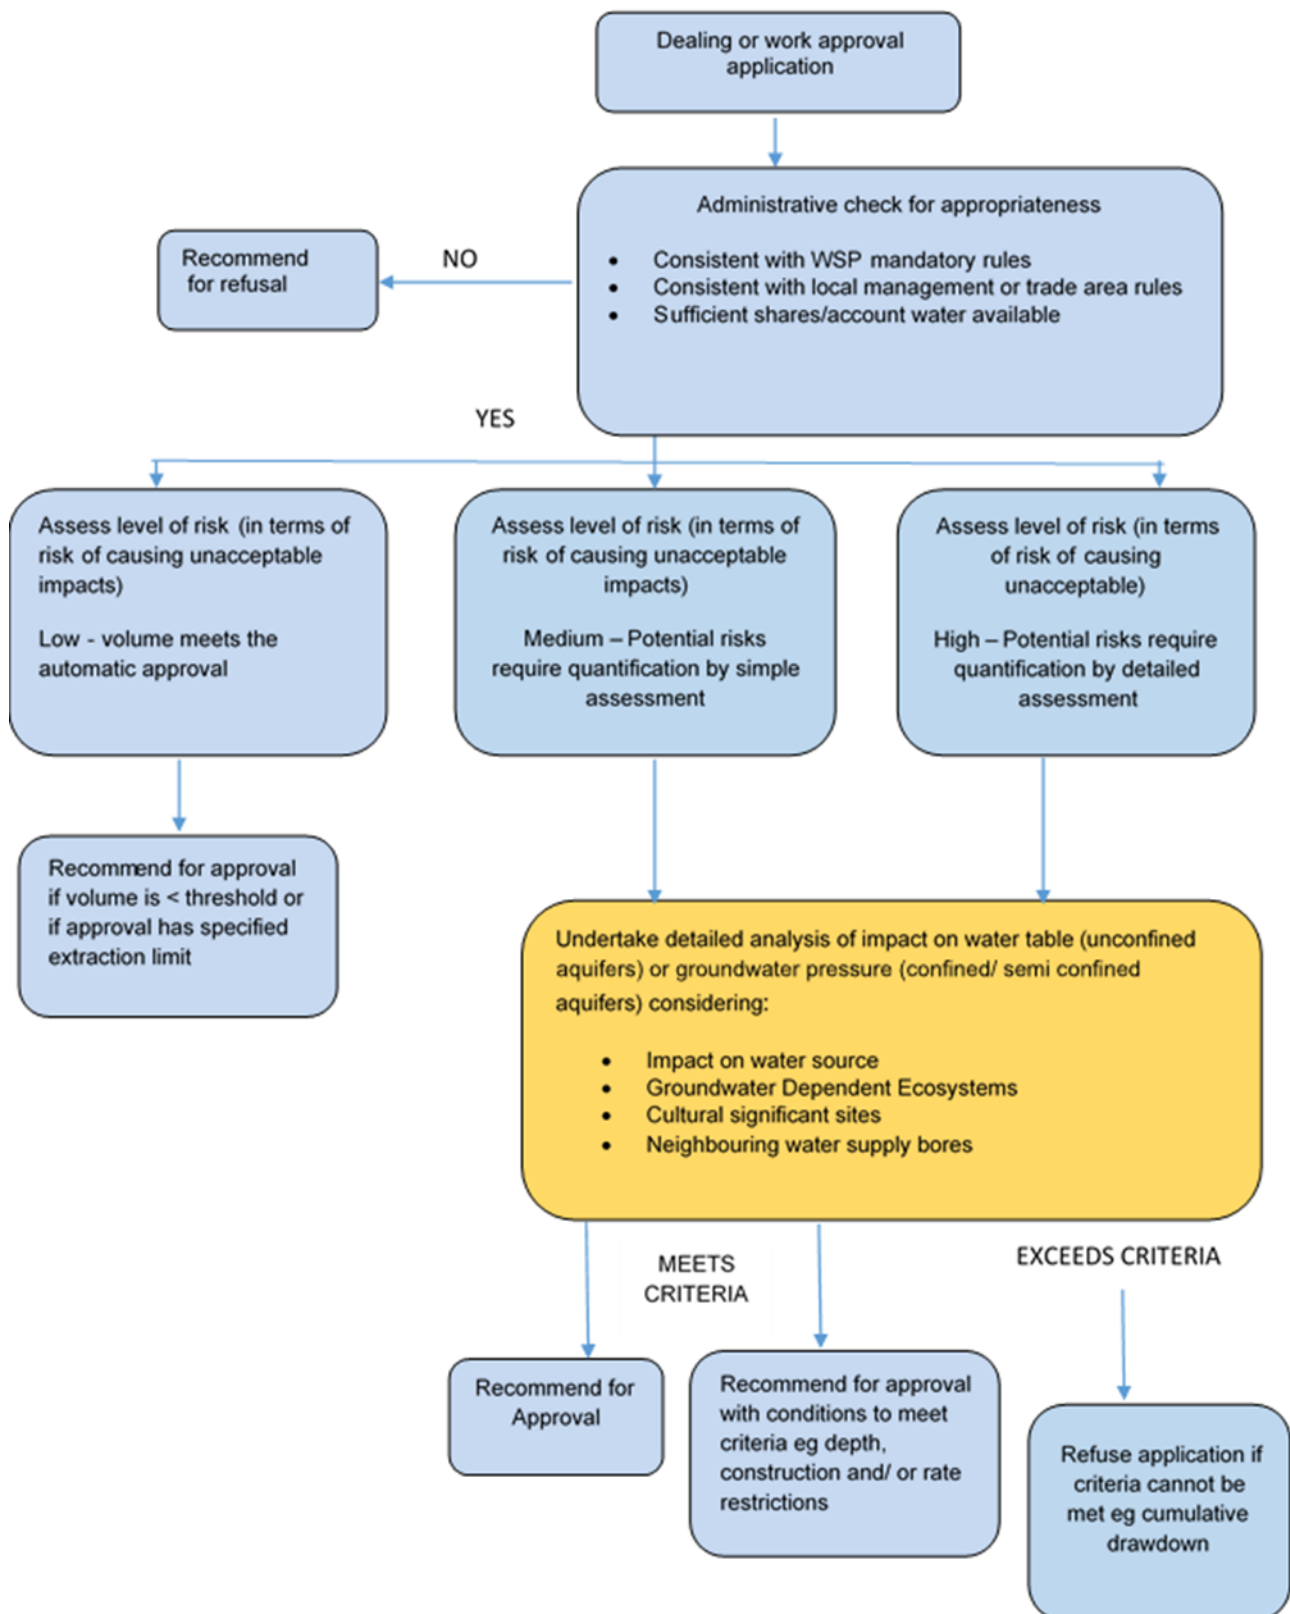 Dealing or work approval
application
Administrative check for appropriateness
• Consistent with WSP mandatory rules
• Consistent with local management or trade area rules
• Sufficient shares/account water available
NO
Recommend
for refusal
YES
Assess level of risk (in terms of
risk of causing unacceptable
impacts)
Low - volume meets the
automatic approval
Assess level of risk (in terms of
risk of causing unacceptable
impacts)
Medium – Potential risks
require quantification by simple
assessment
Assess level of risk (in terms
of risk of causing
unacceptable)
High – Potential risks require
quantification by detailed
assessment
Recommend for approval
if volume is < threshold or
if approval has specified
extraction limit
Undertake detailed analysis of impact on water table (unconfined
aquifers) or groundwater pressure (confined/ semi confined
aquifers) considering:
• Impact on water source
• Groundwater Dependent Ecosystems
• Cultural significant sites
• Neighbouring water supply bores
MEETS
CRITERIA
EXCEEDS CRITERIA
Recommend for
Approval
Recommend for approval
with conditions to meet
criteria eg depth,
construction and/ or rate
restrictions
Refuse application if
criteria cannot be
met eg cumulative
drawdown